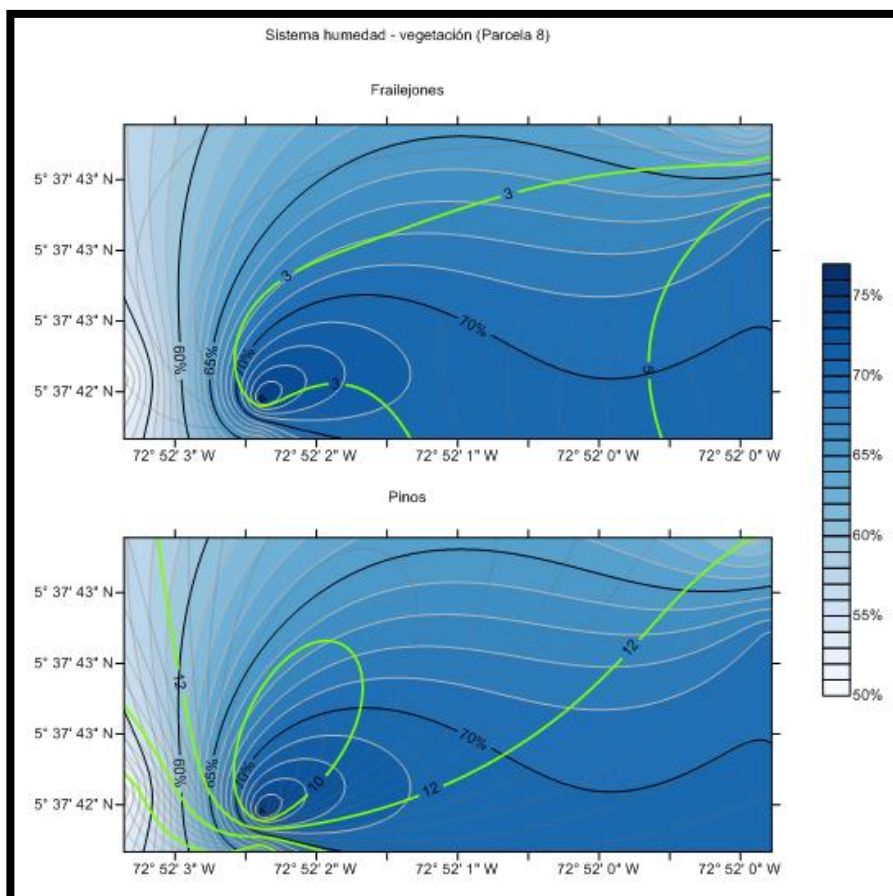 Sistema humedad - vegetación (Parcela 8)
Frailejones
5° 37' 43" N
5° 37' 43" N
5° 37' 43" N
5° 37' 42" N
3
3
3
5
60%
65%
70%
70%
72° 52' 3" W
72° 52' 2" W
72° 52' 1" W
72° 52' 0" W
72° 52' 0" W
75%
70%
65%
60%
55%
50%
Pinos
5° 37' 43" N
5° 37' 43" N
5° 37' 43" N
5° 37' 42" N
12
12
12
10
60%
65%
70%
70%
72° 52' 3" W
72° 52' 2" W
72° 52' 1" W
72° 52' 0" W
72° 52' 0" W